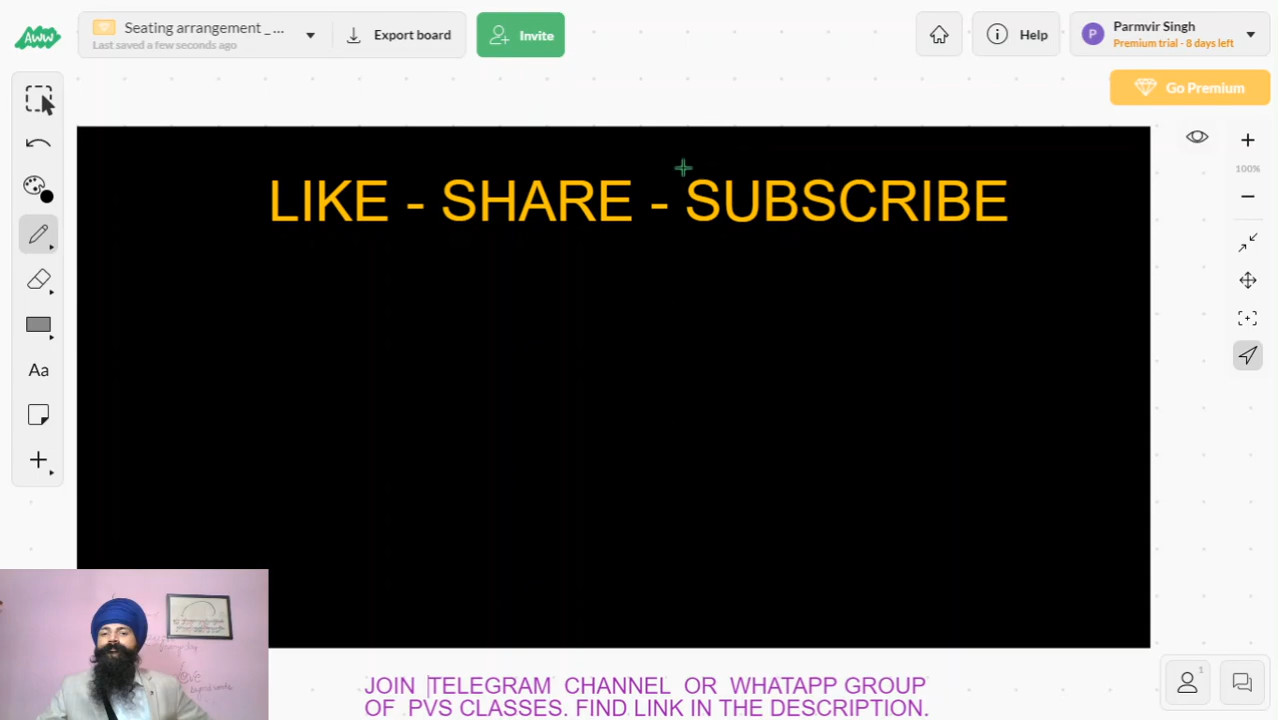 AWW
Seating arrangement _ ...
Last saved a few seconds ago
Export board
Invite
Help
P
Parmvir Singh
Premium trial - 8 days left
Go Premium
100%
LIKE - SHARE - SUBSCRIBE
Aa
1
JOIN TELEGRAM CHANNEL OR WHATAPP GROUP
OF PVS CLASSES. FIND LINK IN THE DESCRIPTION.